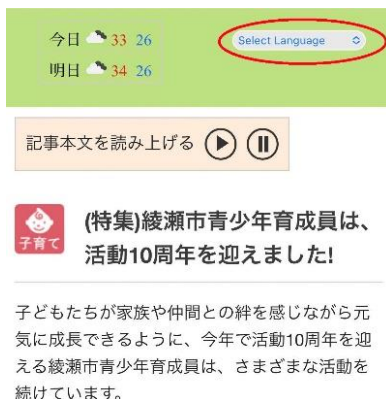 今日 33 26
明日 34 26
Select Language
記事本文を読み上げる
子育て
(特集)綾瀬市青少年育成員は、
活動10周年を迎えました!
子どもたちが家族や仲間との絆を感じながら元
気に成長できるように、今年で活動10周年を迎
える綾瀬市青少年育成員は、さまざまな活動を
続けています。